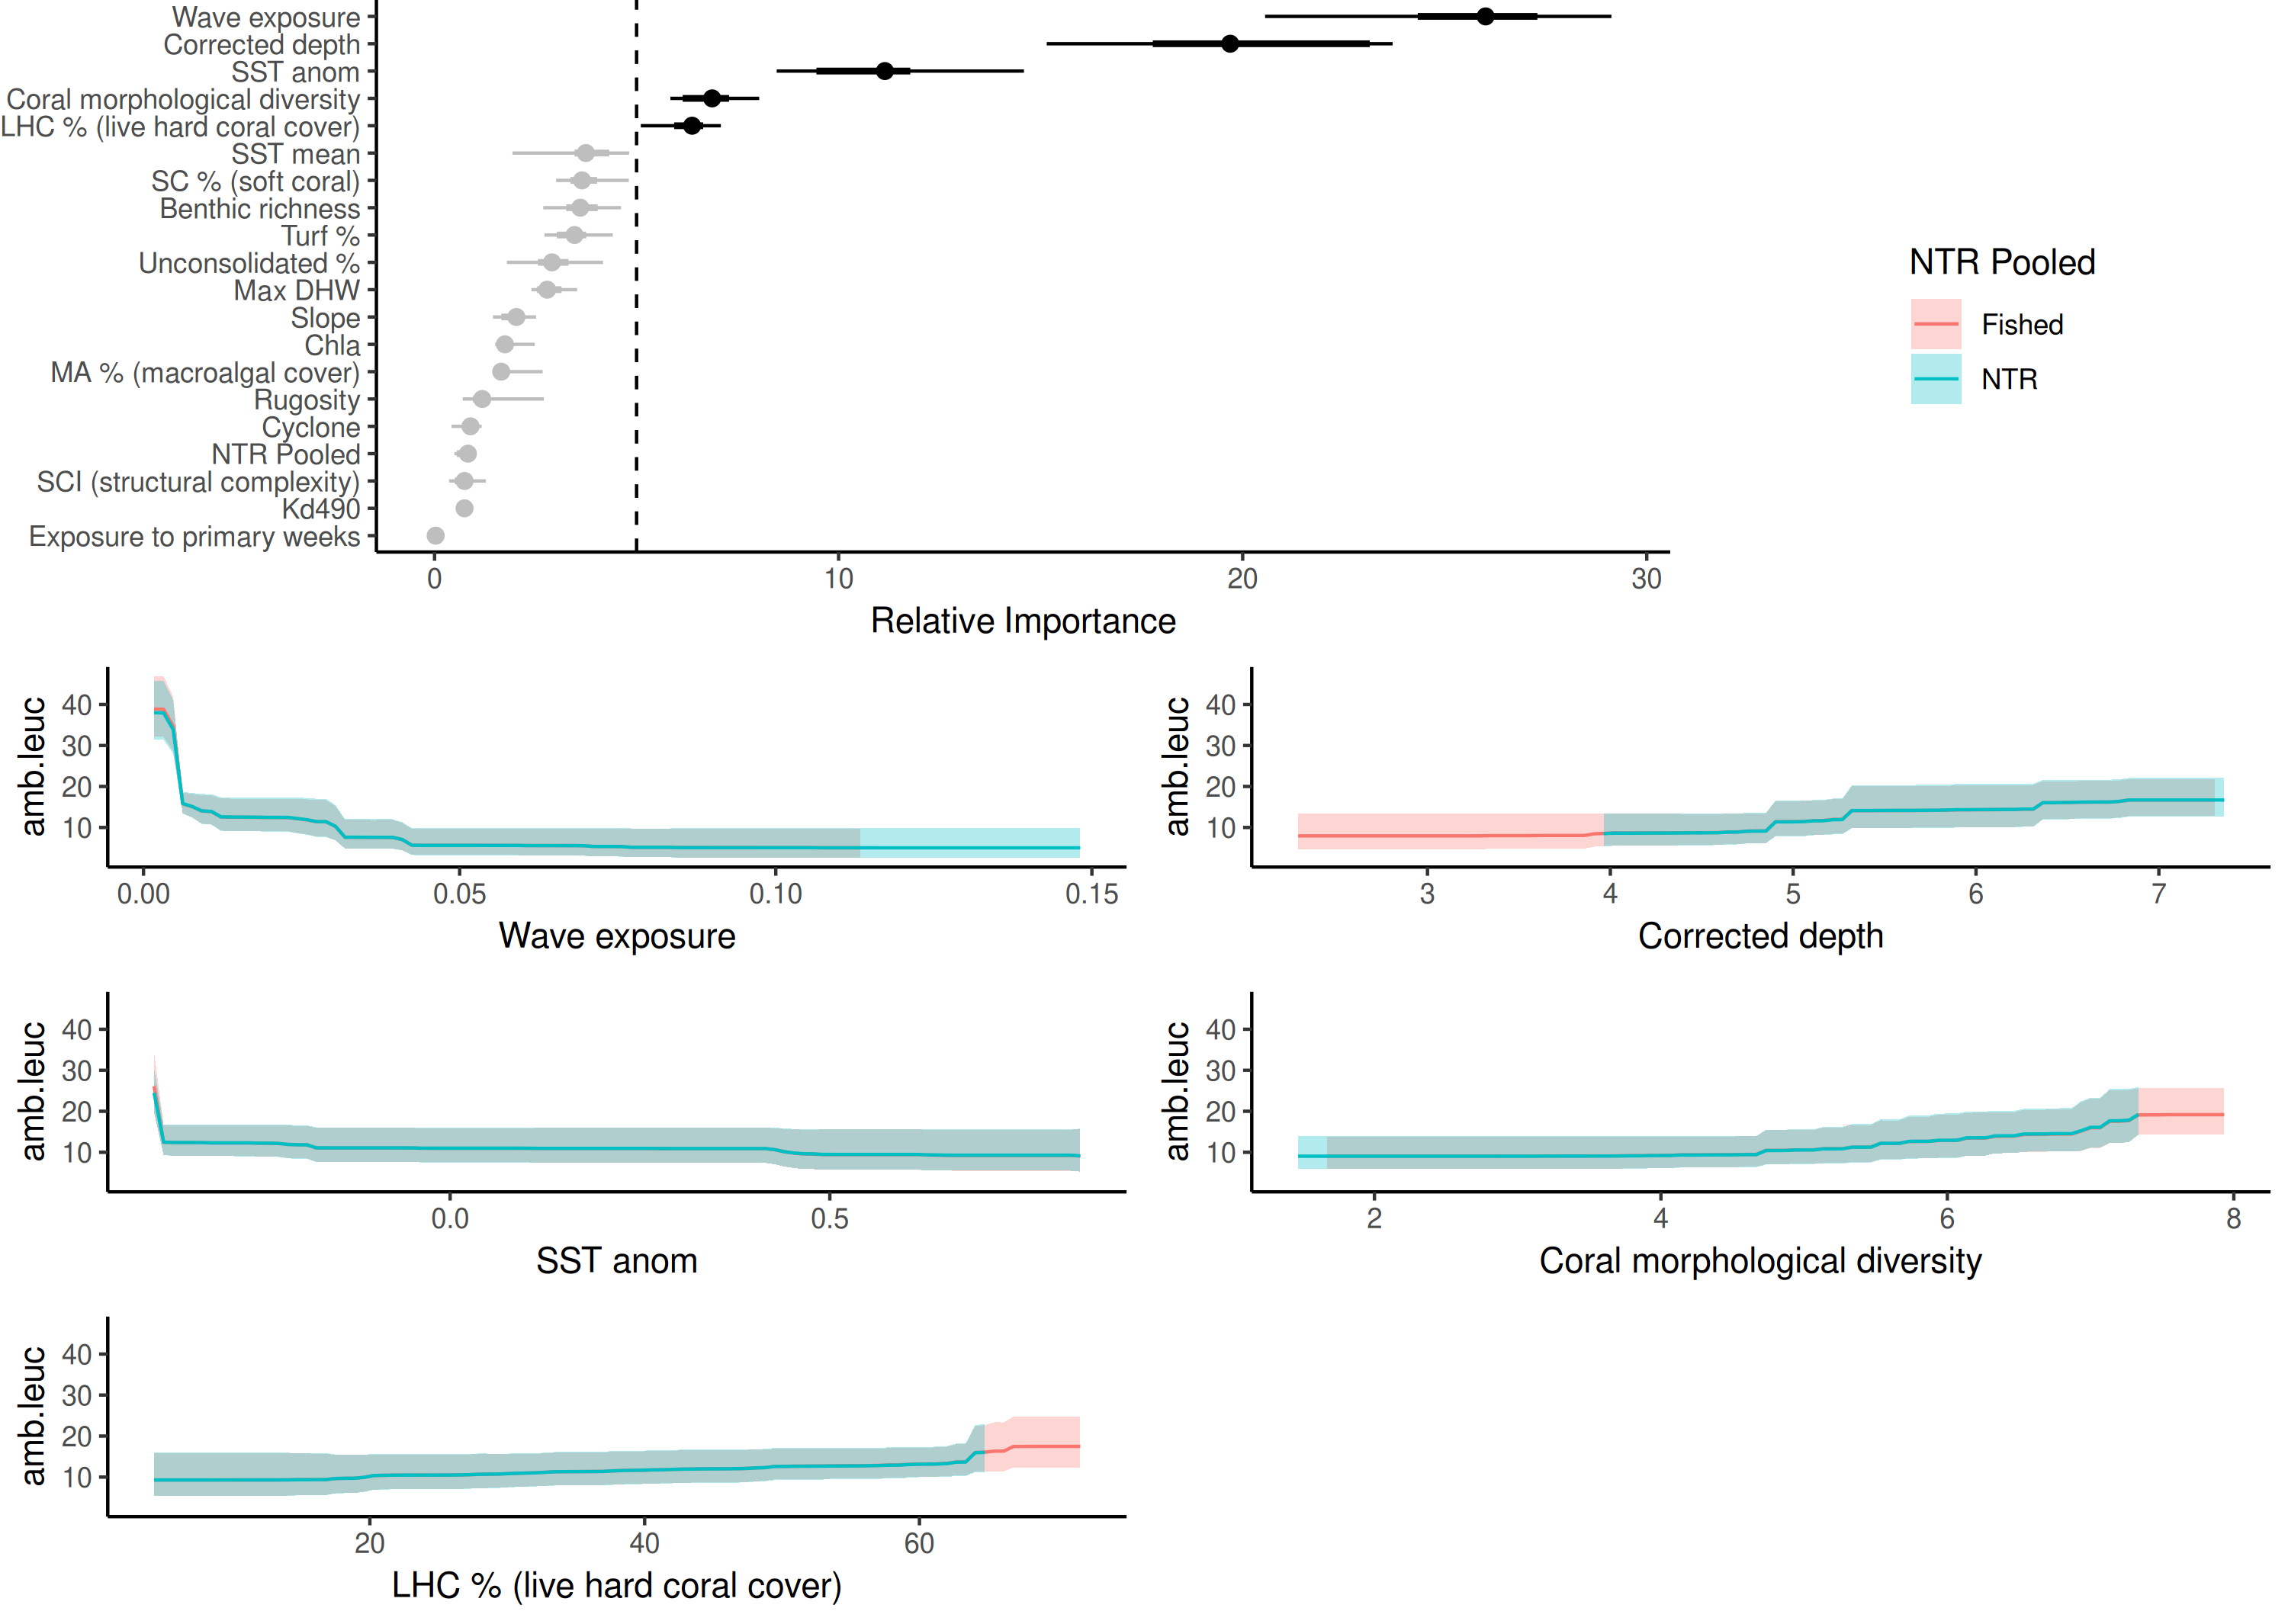 Wave exposure
Corrected depth
SST anom
Coral morphological diversity
LHC % (live hard coral cover)
SST mean
SC % (soft coral)
Benthic richness
Turf %
Unconsolidated %
Max DHW
Slope
Chla
MA % (macroalgal cover)
Rugosity
Cyclone
NTR Pooled
SCI (structural complexity)
Kd490
Exposure to primary weeks
0 10 20 30
Relative Importance
NTR Pooled
Fished
NTR
amb.leuc
40
30
20
10
0.00 0.05 0.10 0.15
Wave exposure
amb.leuc
40
30
20
10
3 4 5 6 7
Corrected depth
amb.leuc
40
30
20
10
0.0 0.5
SST anom
amb.leuc
40
30
20
10
2 4 6 8
Coral morphological diversity
amb.leuc
40
30
20
10
20 40 60
LHC % (live hard coral cover)